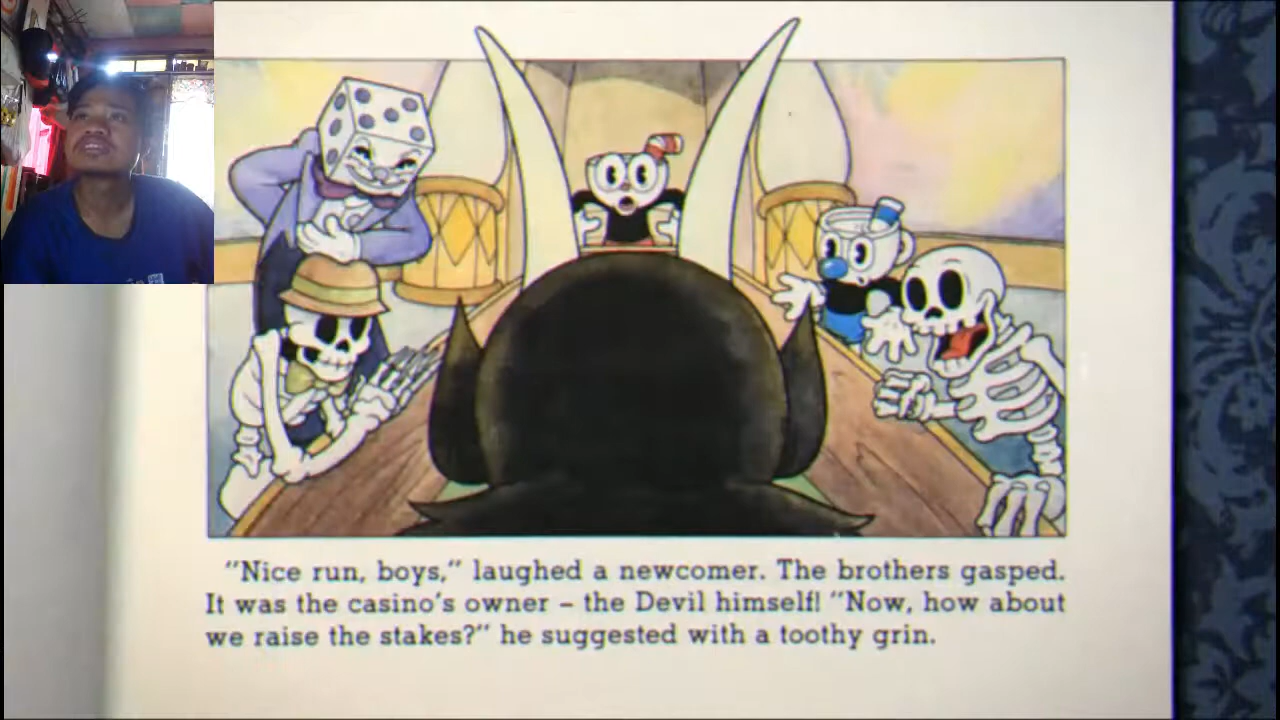 "Nice run, boys," laughed a newcomer. The brothers gasped.
It was the casino's owner – the Devil himself! "Now, how about
we raise the stakes?" he suggested with a toothy grin.